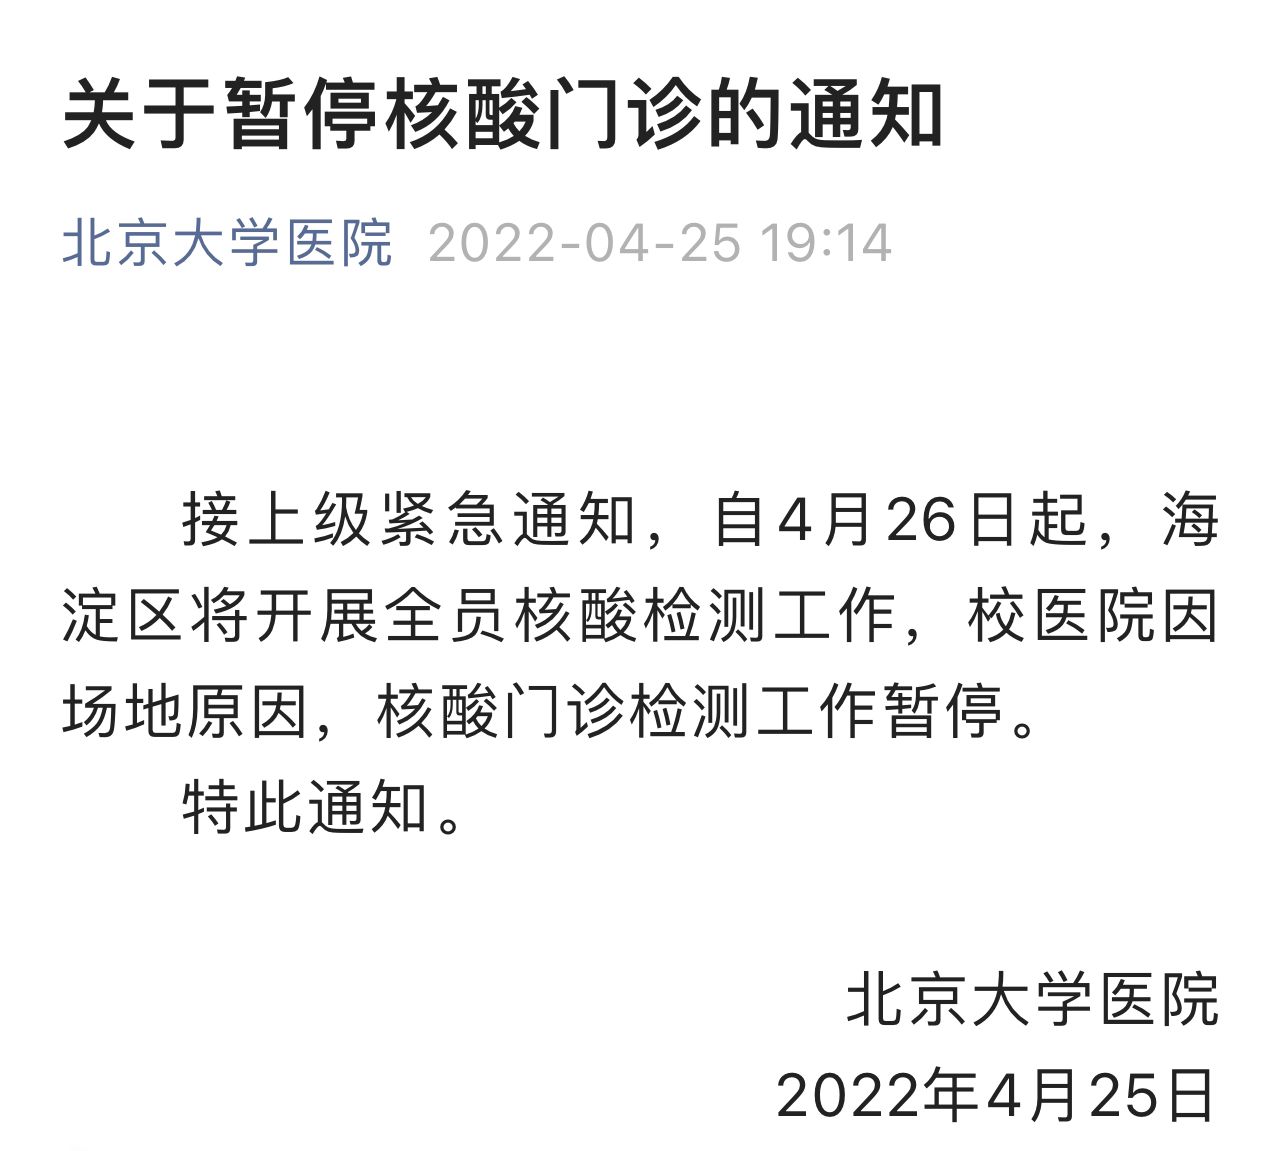 关于暂停核酸门诊的通知
北京大学医院 2022-04-25 19:14
接上级紧急通知，自4月26日起，海
淀区将开展全员核酸检测工作，校医院因
场地原因，核酸门诊检测工作暂停。
特此通知。
北京大学医院
2022年4月25日